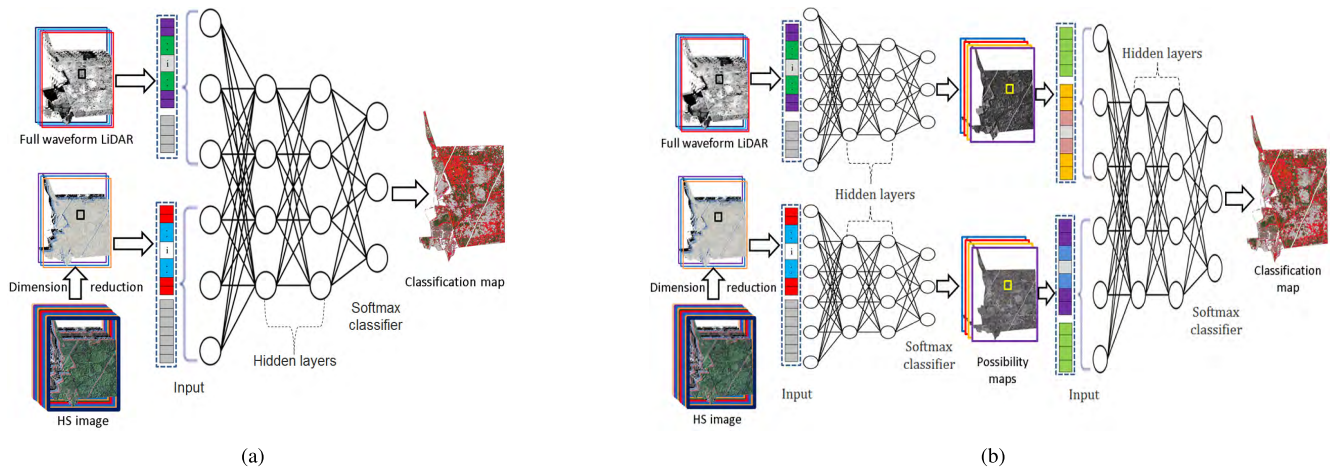 i
Full waveform LiDAR
i
Dimension reduction
HS image
Input
Hidden layers
Softmax
classifier
Classification map
(a)
i
Full waveform LiDAR
Hidden layers
i
Dimension reduction
HS image
Input
Softmax
classifier
Possibility
maps
Input
Hidden layers
Softmax
classifier
Classification
map
(b)